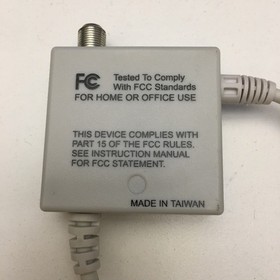 FC Tested To Comply
With FCC Standards
FOR HOME OR OFFICE USE
THIS DEVICE COMPLIES WITH
PART 15 OF THE FCC RULES.
SEE INSTRUCTION MANUAL
FOR FCC STATEMENT.
MADE IN TAIWAN